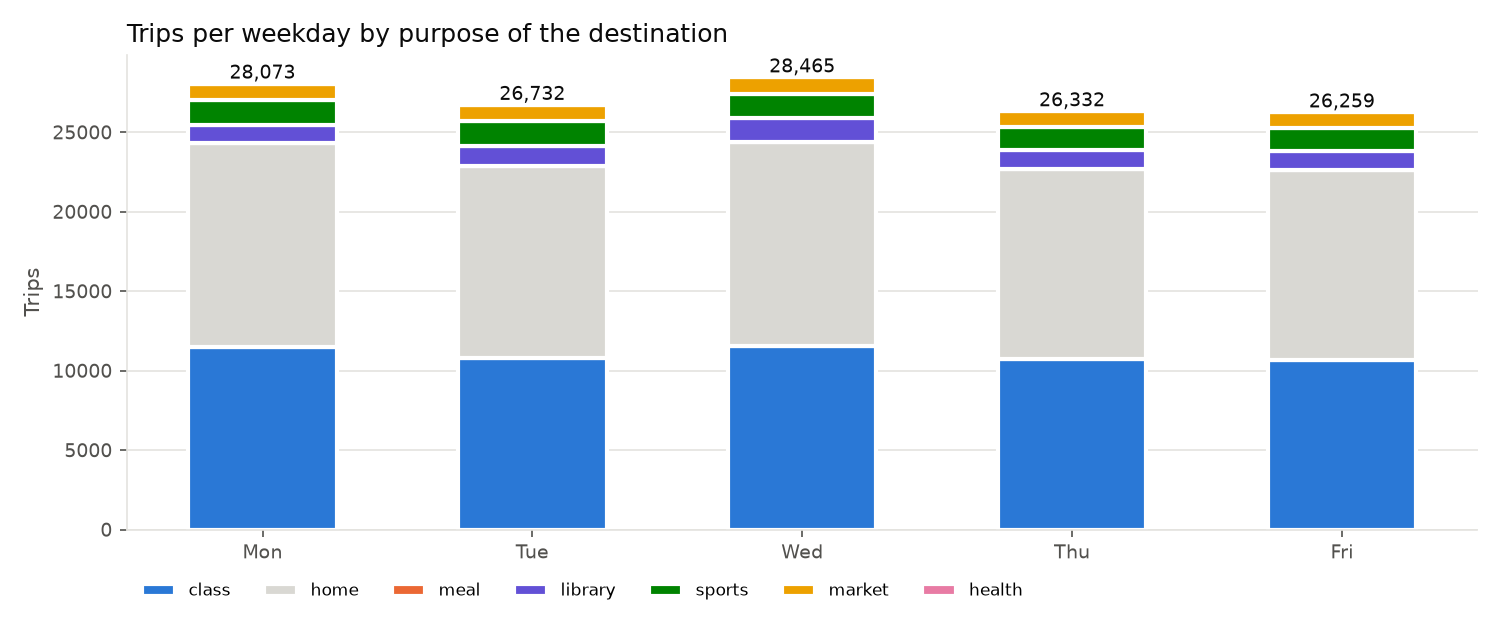 Trips per weekday by purpose of the destination
28,073
26,732
28,465
26,332
26,259
Trips
25000
20000
15000
10000
5000
0
Mon Tue Wed Thu Fri
class home meal library sports market health